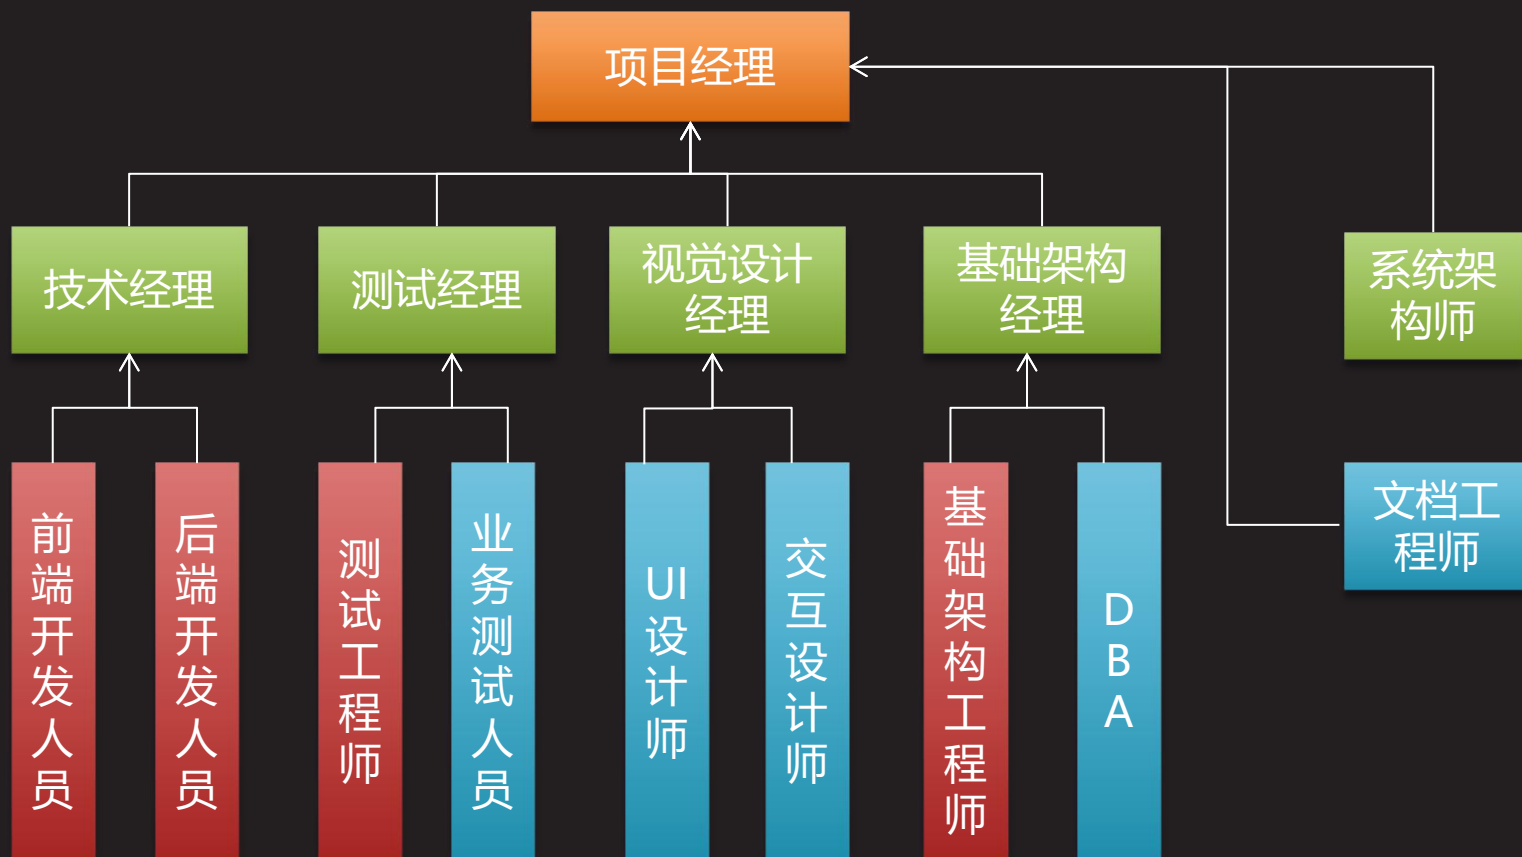 项目经理
技术经理
测试经理
视觉设计
经理
基础架构
经理
系统架
构师
前端开发人员
后端开发人员
测试工程师
业务测试人员
UI设计师
交互设计师
基础架构工程师
DBA
文档工
程师